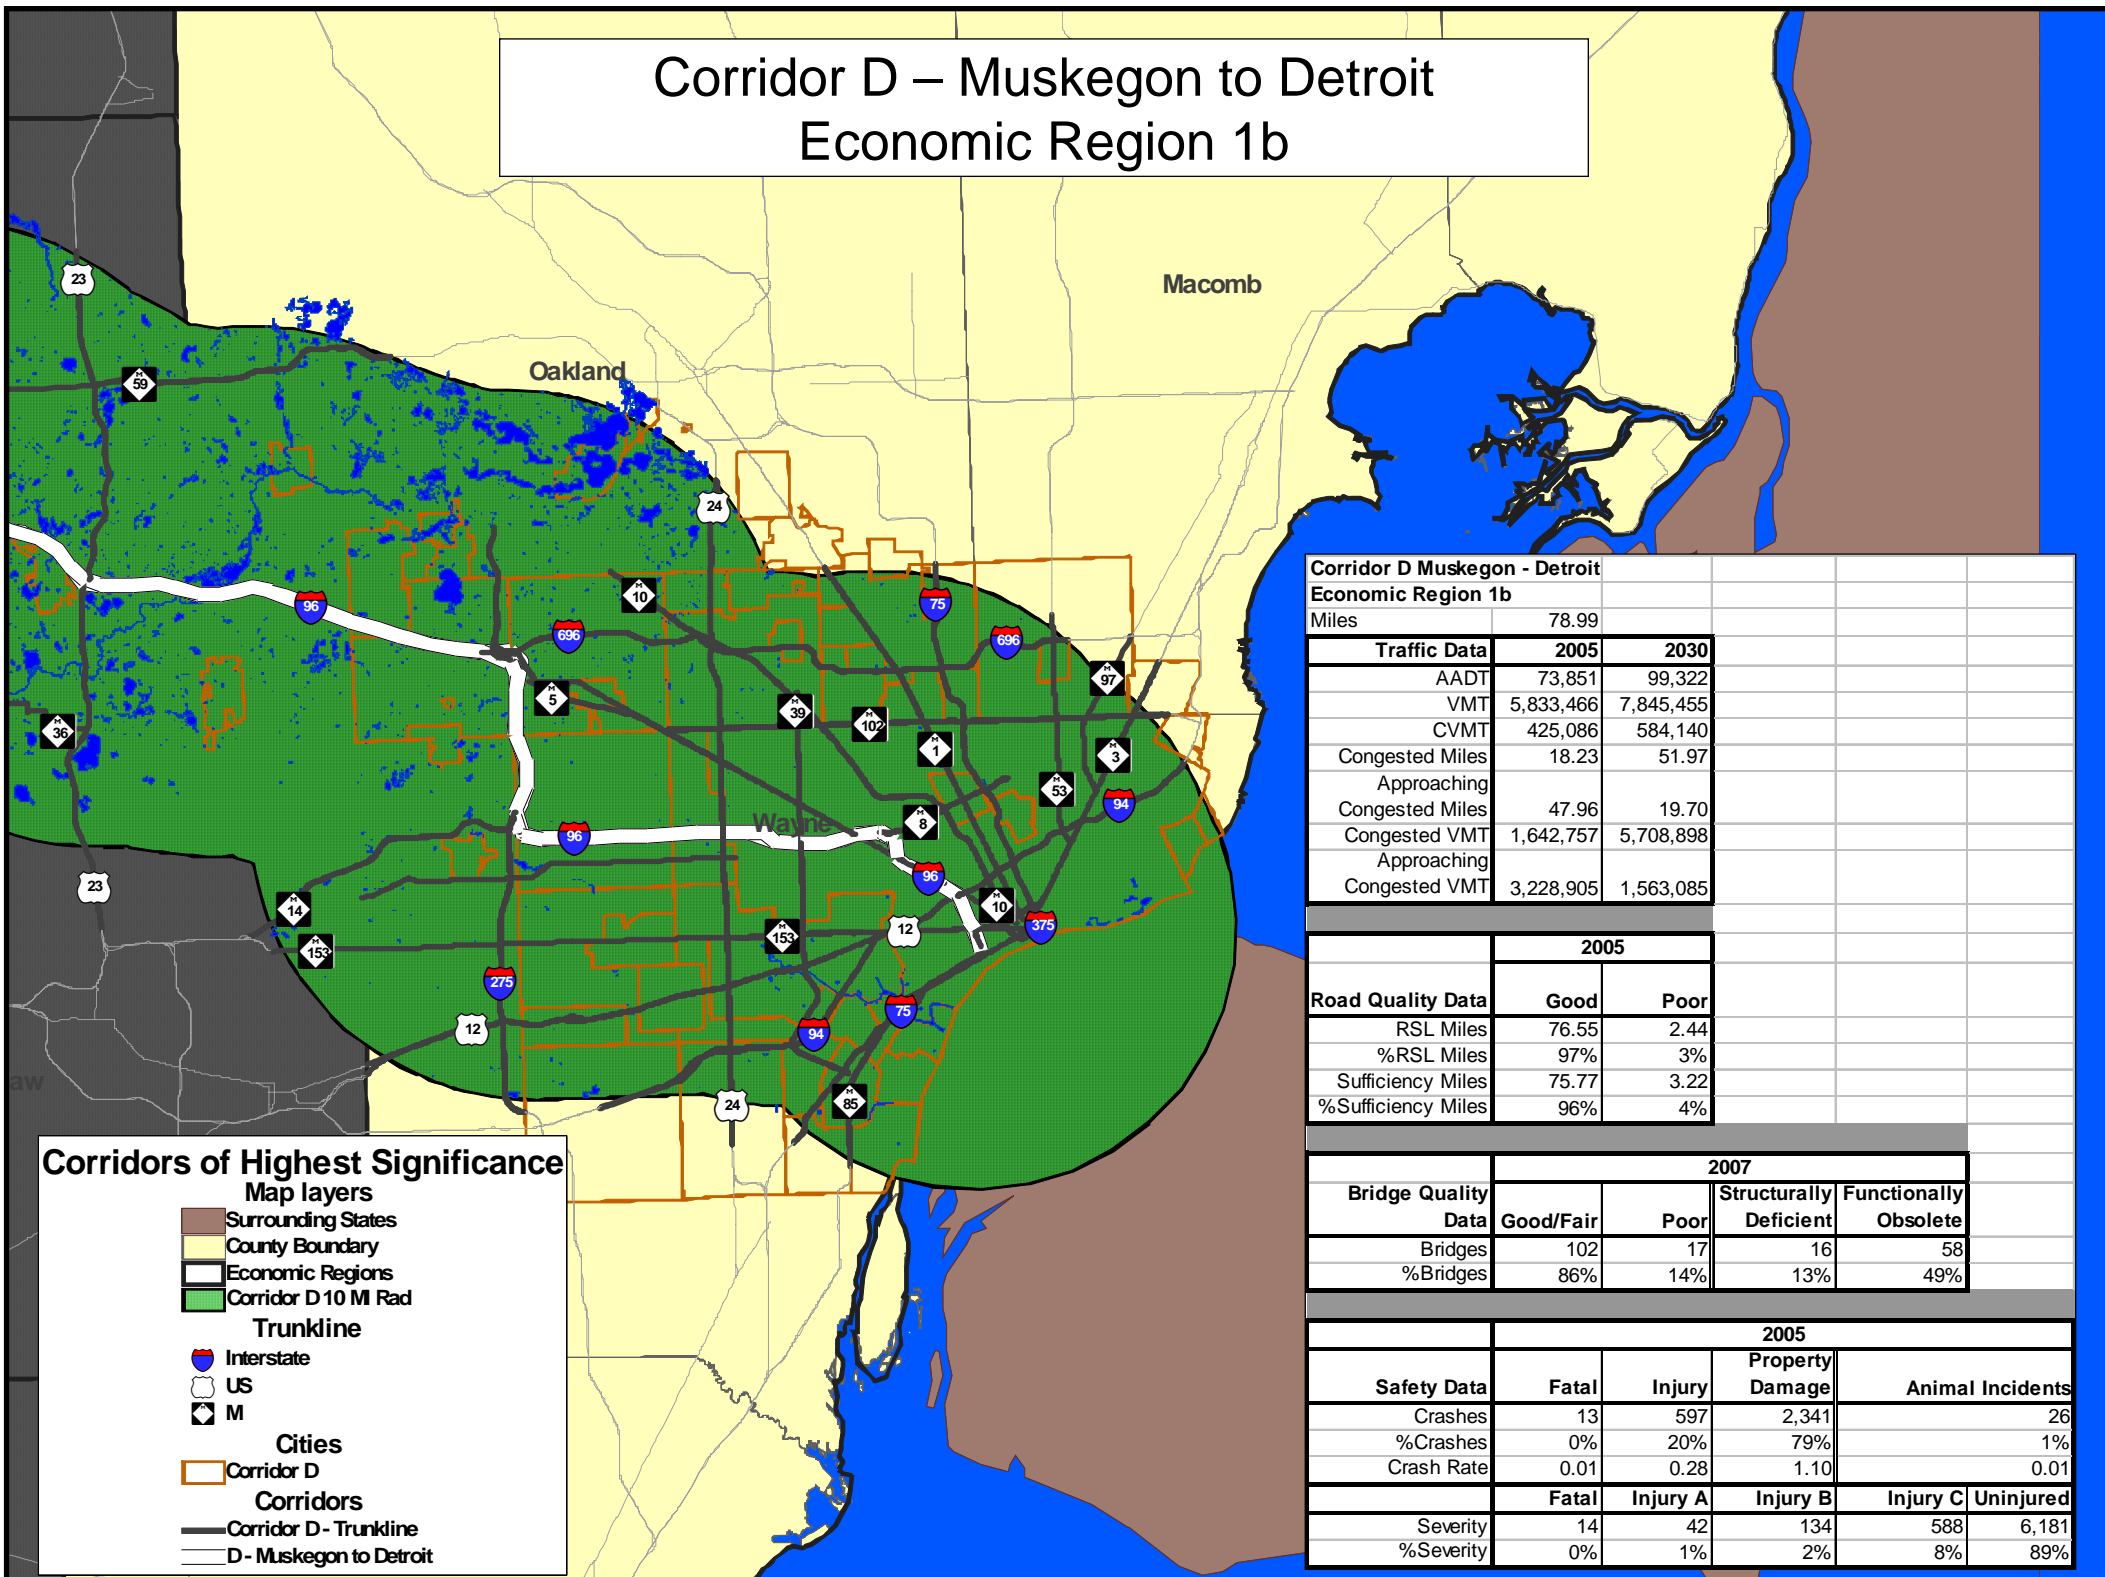 Corridor D – Muskegon to Detroit
Economic Region 1b
Macomb
Oakland
Wayne
aw
23
59
24
96
10
75
696
696
97
5
39
102
36
1
3
53
94
8
96
23
96
14
10
153
153
12
375
275
75
12
94
24
85
Corridors of Highest Significance
Map layers
Surrounding States
County Boundary
Economic Regions
Corridor D 10 MI Rad
Trunkline
Interstate
US
M
Cities
Corridor D
Corridors
Corridor D - Trunkline
D - Muskegon to Detroit
Corridor D Muskegon - Detroit
Economic Region 1b
Miles 78.99
Traffic Data 2005 2030
AADT 73,851 99,322
VMT 5,833,466 7,845,455
CVMT 425,086 584,140
Congested Miles 18.23 51.97
Approaching
Congested Miles 47.96 19.70
Congested VMT 1,642,757 5,708,898
Approaching
Congested VMT 3,228,905 1,563,085
2005
Road Quality Data Good Poor
RSL Miles 76.55 2.44
%RSL Miles 97% 3%
Sufficiency Miles 75.77 3.22
%Sufficiency Miles 96% 4%
2007
Bridge Quality Structurally Functionally
Data Good/Fair Poor Deficient Obsolete
Bridges 102 17 16 58
%Bridges 86% 14% 13% 49%
2005
Property
Safety Data Fatal Injury Damage Animal Incidents
Crashes 13 597 2,341 26
%Crashes 0% 20% 79% 1%
Crash Rate 0.01 0.28 1.10 0.01
Fatal Injury A Injury B Injury C Uninjured
Severity 14 42 134 588 6,181
%Severity 0% 1% 2% 8% 89%